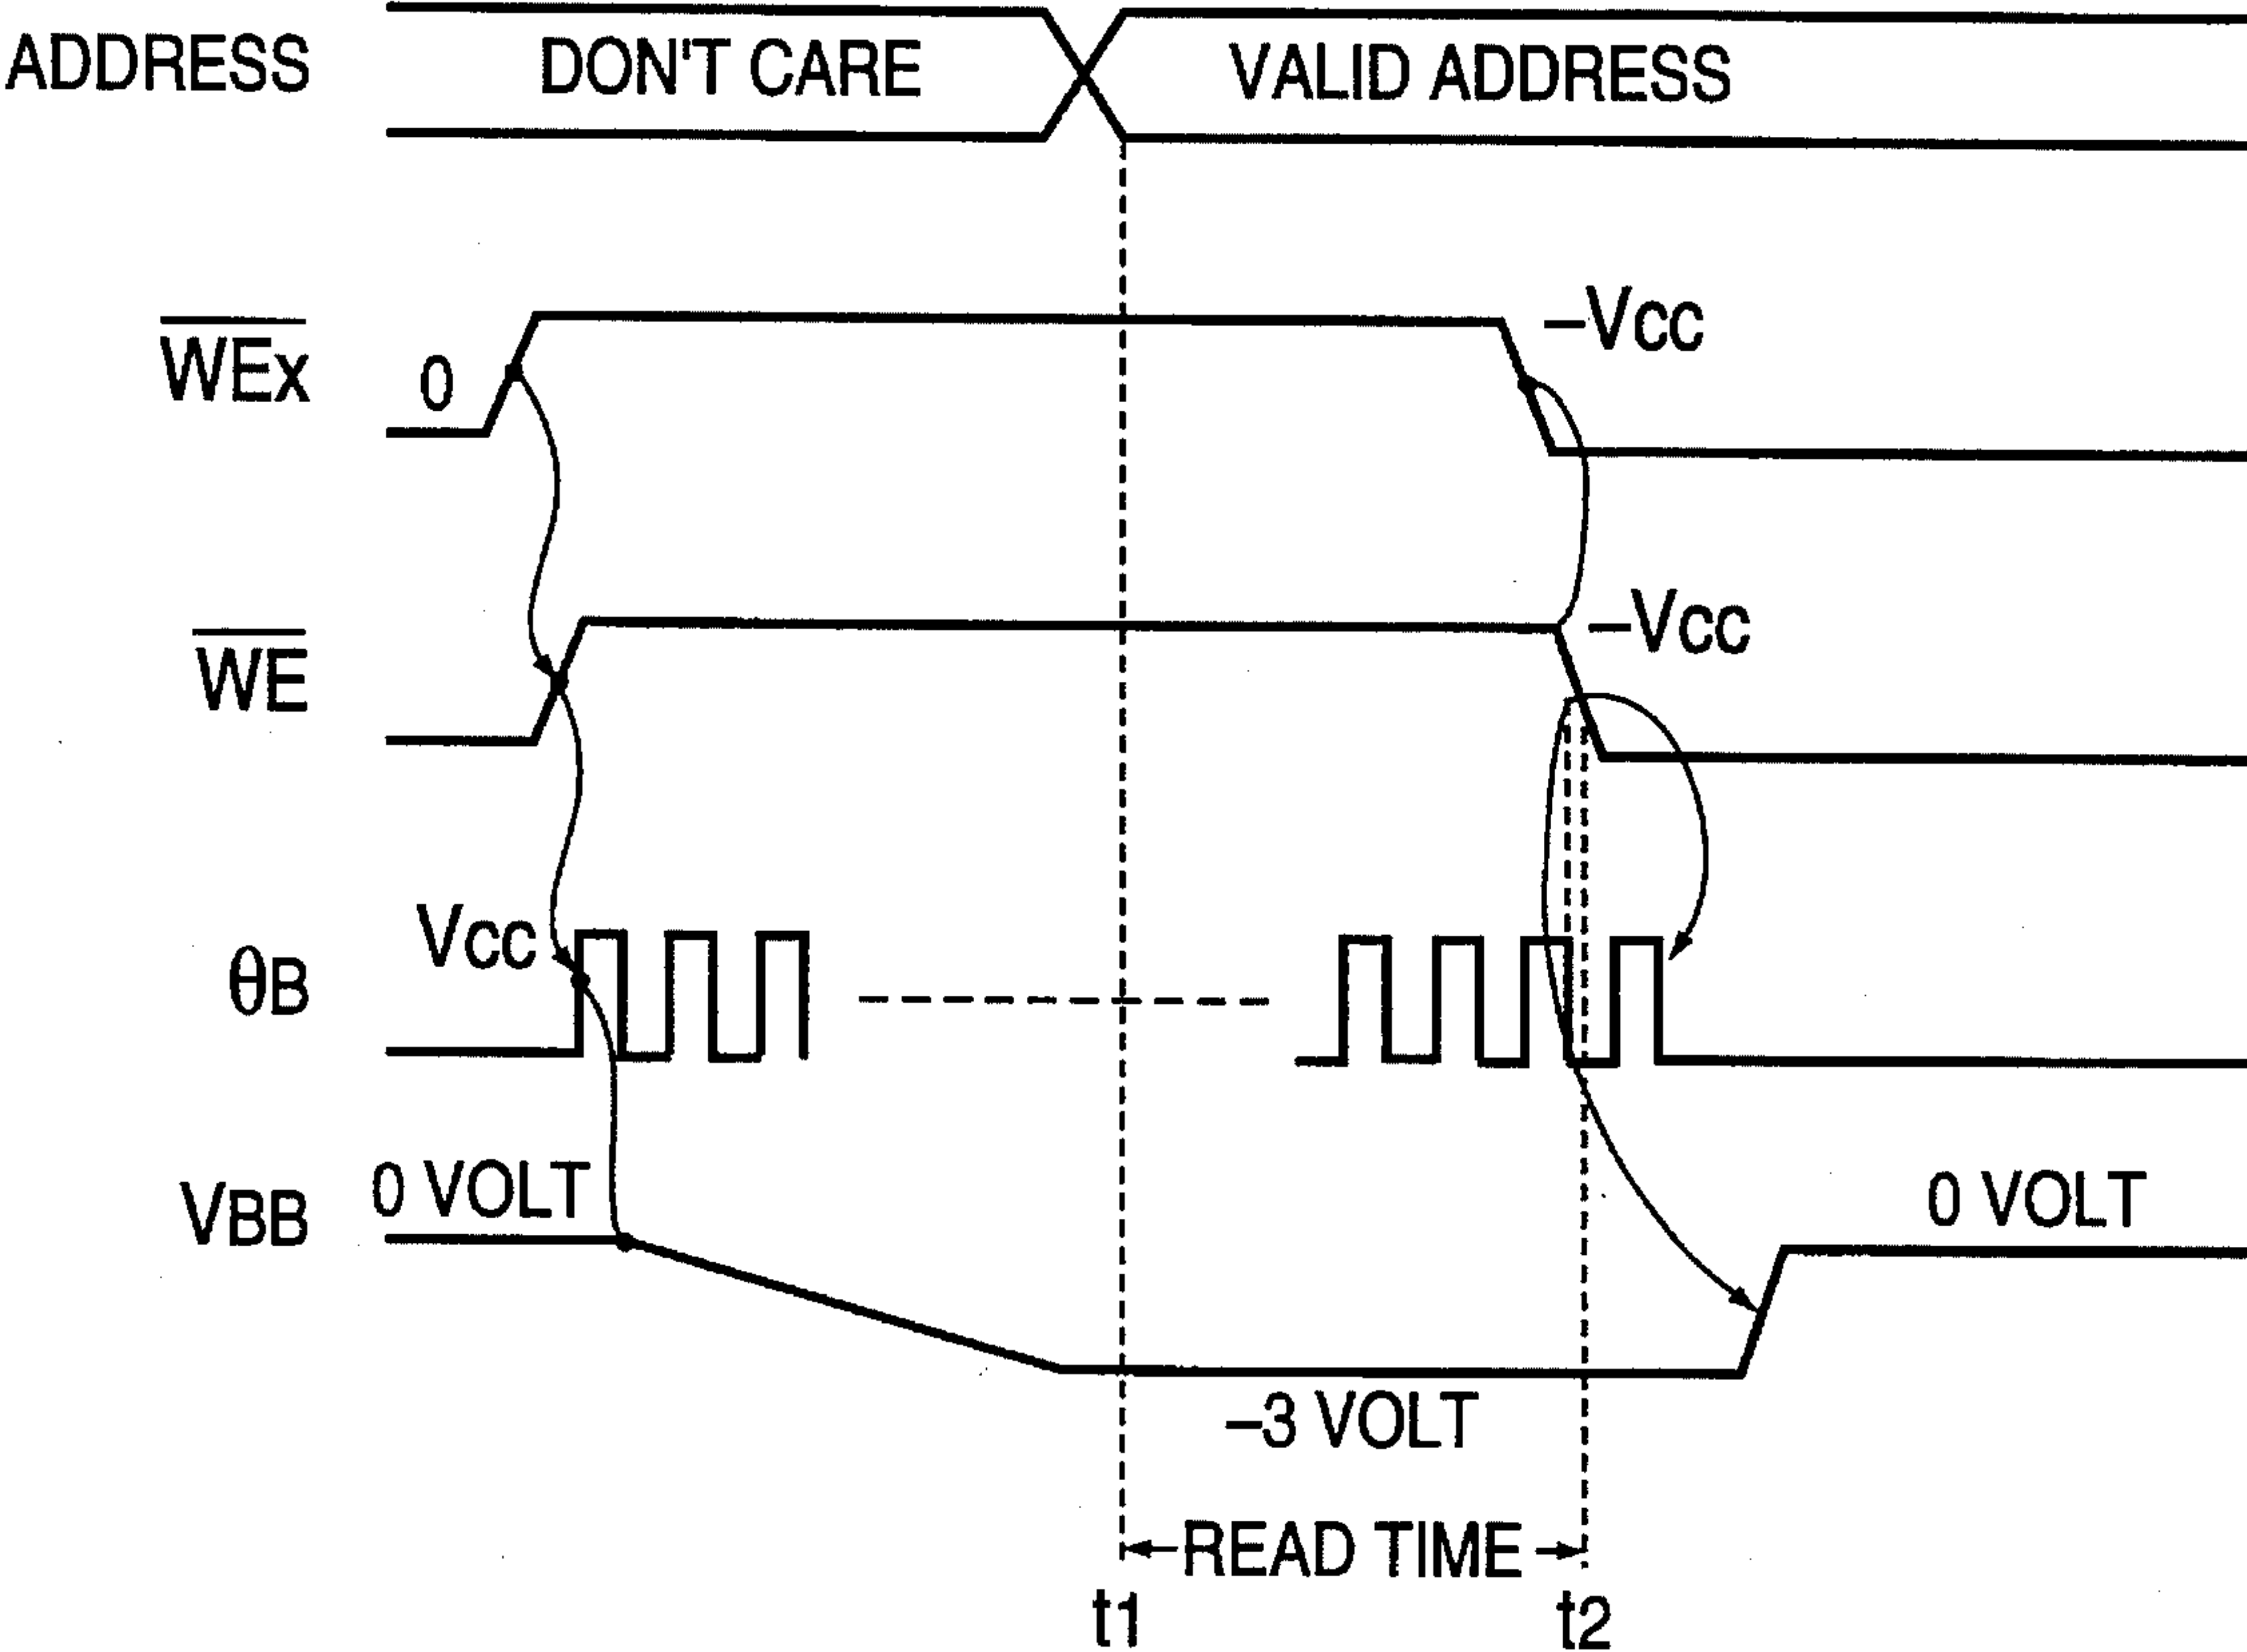 ADDRESS DON'T CARE VALID ADDRESS
WEx 0 –Vcc
WE –Vcc
θB Vcc
VBB 0 VOLT 0 VOLT
–3 VOLT
READ TIME
t1 t2